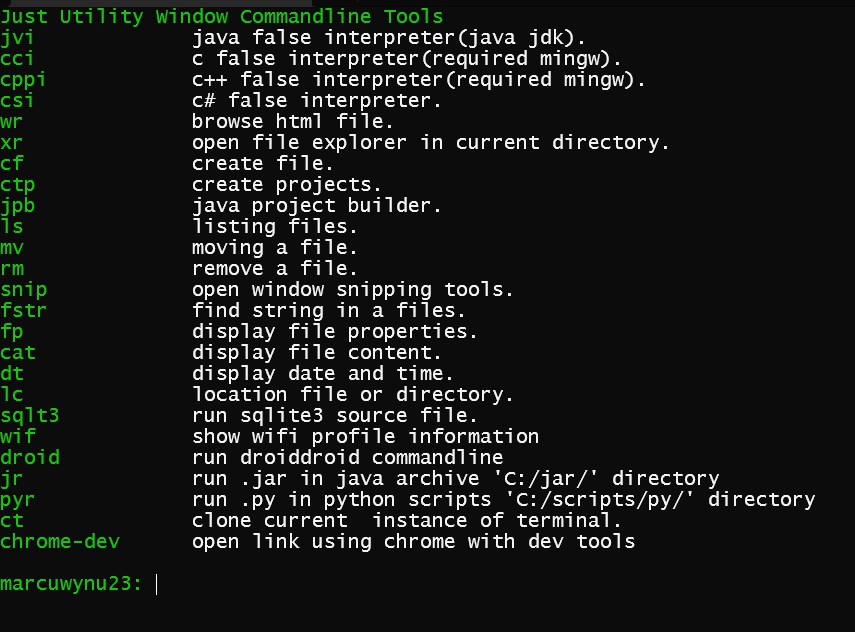 Just Utility Window Commandline Tools
jvi java false interpreter(java jdk).
cci c false interpreter(required mingw).
cppi c++ false interpreter(required mingw).
csi c# false interpreter.
wr browse html file.
xr open file explorer in current directory.
cf create file.
ctp create projects.
jpb java project builder.
ls listing files.
mv moving a file.
rm remove a file.
snip open window snipping tools.
fstr find string in a files.
fp display file properties.
cat display file content.
dt display date and time.
lc location file or directory.
sqlt3 run sqlite3 source file.
wif show wifi profile information
droid run droiddroid commandline
jr run .jar in java archive 'C:/jar/' directory
pyr run .py in python scripts 'C:/scripts/py/' directory
ct clone current  instance of terminal.
chrome-dev open link using chrome with dev tools
marcuwynu23: